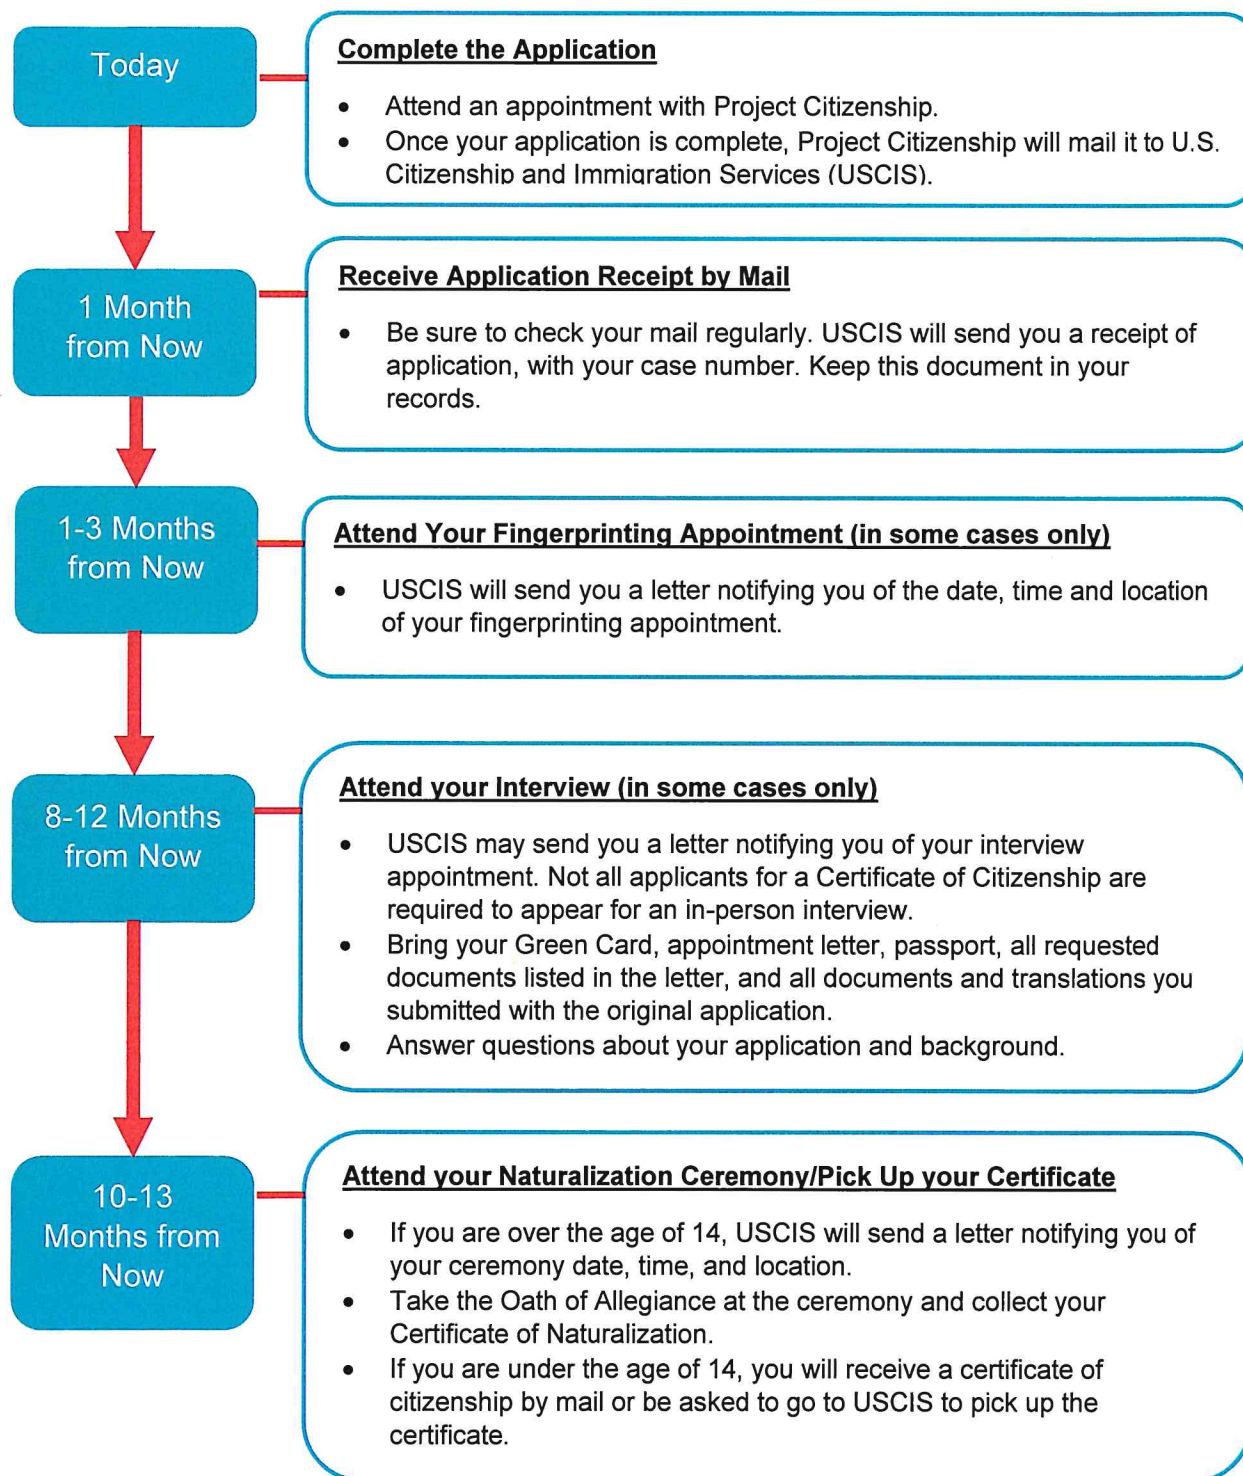 Today
Complete the Application
• Attend an appointment with Project Citizenship.
• Once your application is complete, Project Citizenship will mail it to U.S.
Citizenship and Immigration Services (USCIS).
1 Month
from Now
Receive Application Receipt by Mail
• Be sure to check your mail regularly. USCIS will send you a receipt of
application, with your case number. Keep this document in your
records.
1-3 Months
from Now
Attend Your Fingerprinting Appointment (in some cases only)
• USCIS will send you a letter notifying you of the date, time and location
of your fingerprinting appointment.
8-12 Months
from Now
Attend your Interview (in some cases only)
• USCIS may send you a letter notifying you of your interview
appointment. Not all applicants for a Certificate of Citizenship are
required to appear for an in-person interview.
• Bring your Green Card, appointment letter, passport, all requested
documents listed in the letter, and all documents and translations you
submitted with the original application.
• Answer questions about your application and background.
10-13
Months from
Now
Attend your Naturalization Ceremony/Pick Up your Certificate
• If you are over the age of 14, USCIS will send a letter notifying you of
your ceremony date, time, and location.
• Take the Oath of Allegiance at the ceremony and collect your
Certificate of Naturalization.
• If you are under the age of 14, you will receive a certificate of
citizenship by mail or be asked to go to USCIS to pick up the
certificate.